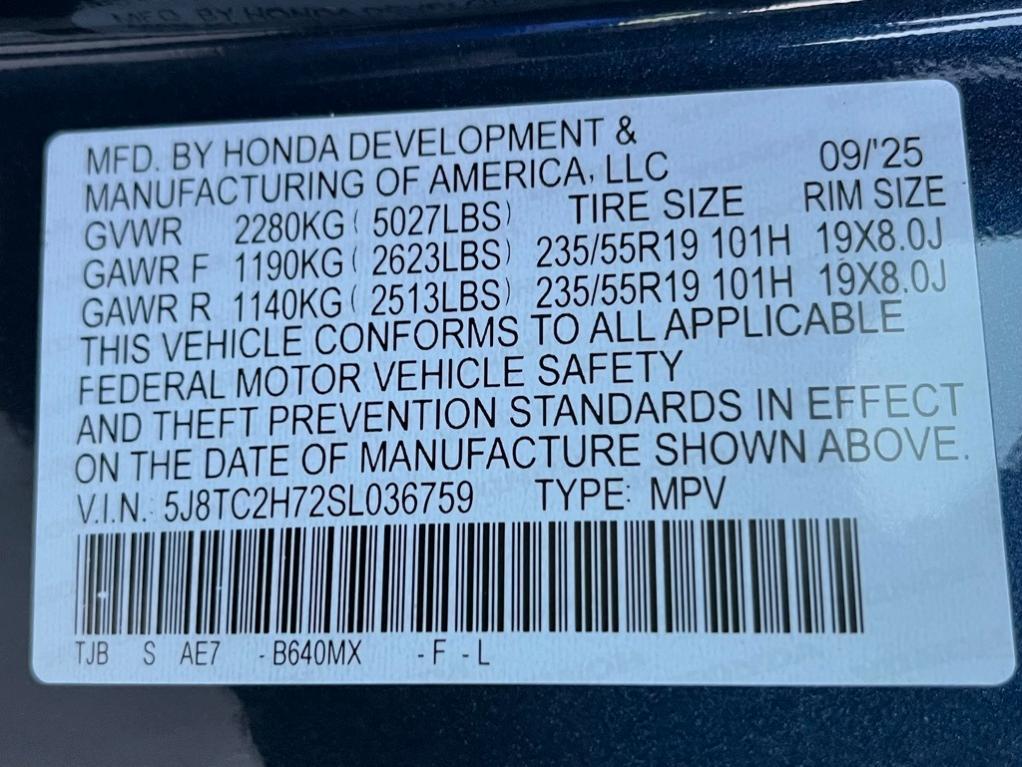 MFD. BY HONDA DEVELOPMENT &
MANUFACTURING OF AMERICA, LLC 09/'25
GVWR 2280KG ( 5027LBS) TIRE SIZE RIM SIZE
GAWR F 1190KG ( 2623LBS) 235/55R19 101H 19X8.0J
GAWR R 1140KG ( 2513LBS) 235/55R19 101H 19X8.0J
THIS VEHICLE CONFORMS TO ALL APPLICABLE
FEDERAL MOTOR VEHICLE SAFETY
AND THEFT PREVENTION STANDARDS IN EFFECT
ON THE DATE OF MANUFACTURE SHOWN ABOVE.
V.I.N.: 5J8TC2H72SL036759 TYPE: MPV
TJB S AE7 -B640MX -F -L